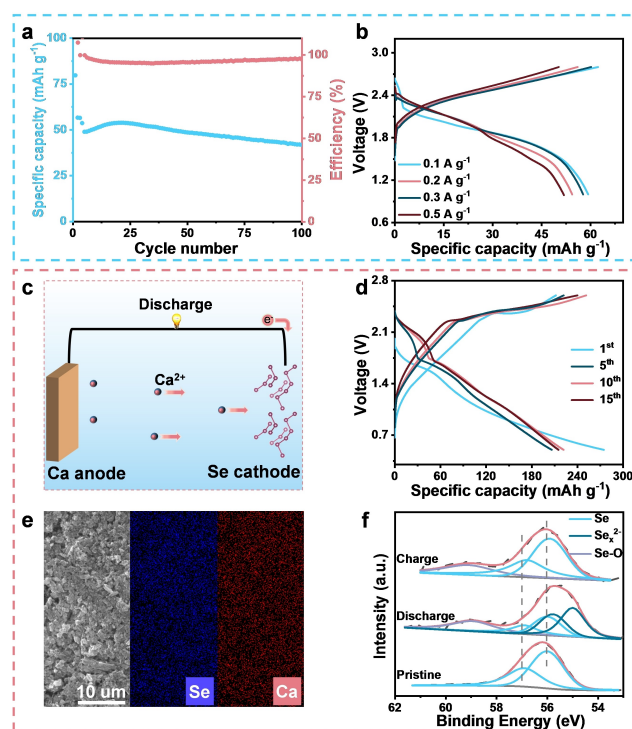 a
Specific capacity (mAh g⁻¹)
100
75
50
25
0
0 25 50 75 100
Cycle number
100
50
0
Efficiency (%)
b
Voltage (V)
3.0
2.4
1.8
1.2
0.6
0.1 A g⁻¹
0.2 A g⁻¹
0.3 A g⁻¹
0.5 A g⁻¹
0 15 30 45 60
Specific capacity (mAh g⁻¹)
c
Discharge
e⁻
Ca²⁺
Ca anode
Se cathode
d
Voltage (V)
2.8
2.1
1.4
0.7
1ˢᵗ
5ᵗʰ
10ᵗʰ
15ᵗʰ
0 60 120 180 240 300
Specific capacity (mAh g⁻¹)
e
10 um
Se
Ca
f
Intensity (a.u.)
Se
Seₓ²⁻
Se-O
Charge
Discharge
Pristine
62 60 58 56 54
Binding Energy (eV)